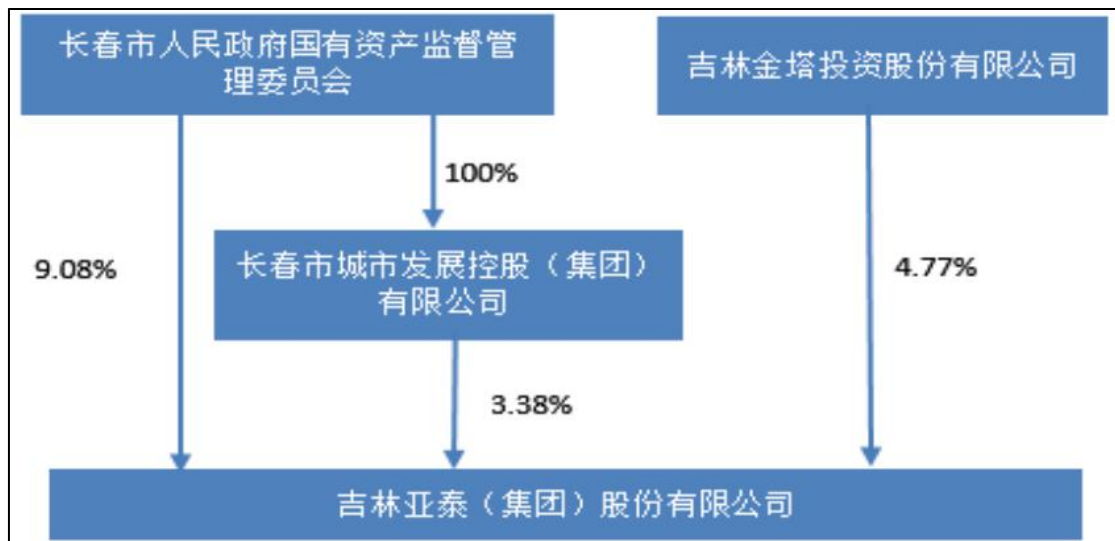 长春市人民政府国有资产监督管
理委员会
吉林金塔投资股份有限公司
100%
9.08%
长春市城市发展控股（集团）
有限公司
4.77%
3.38%
吉林亚泰（集团）股份有限公司